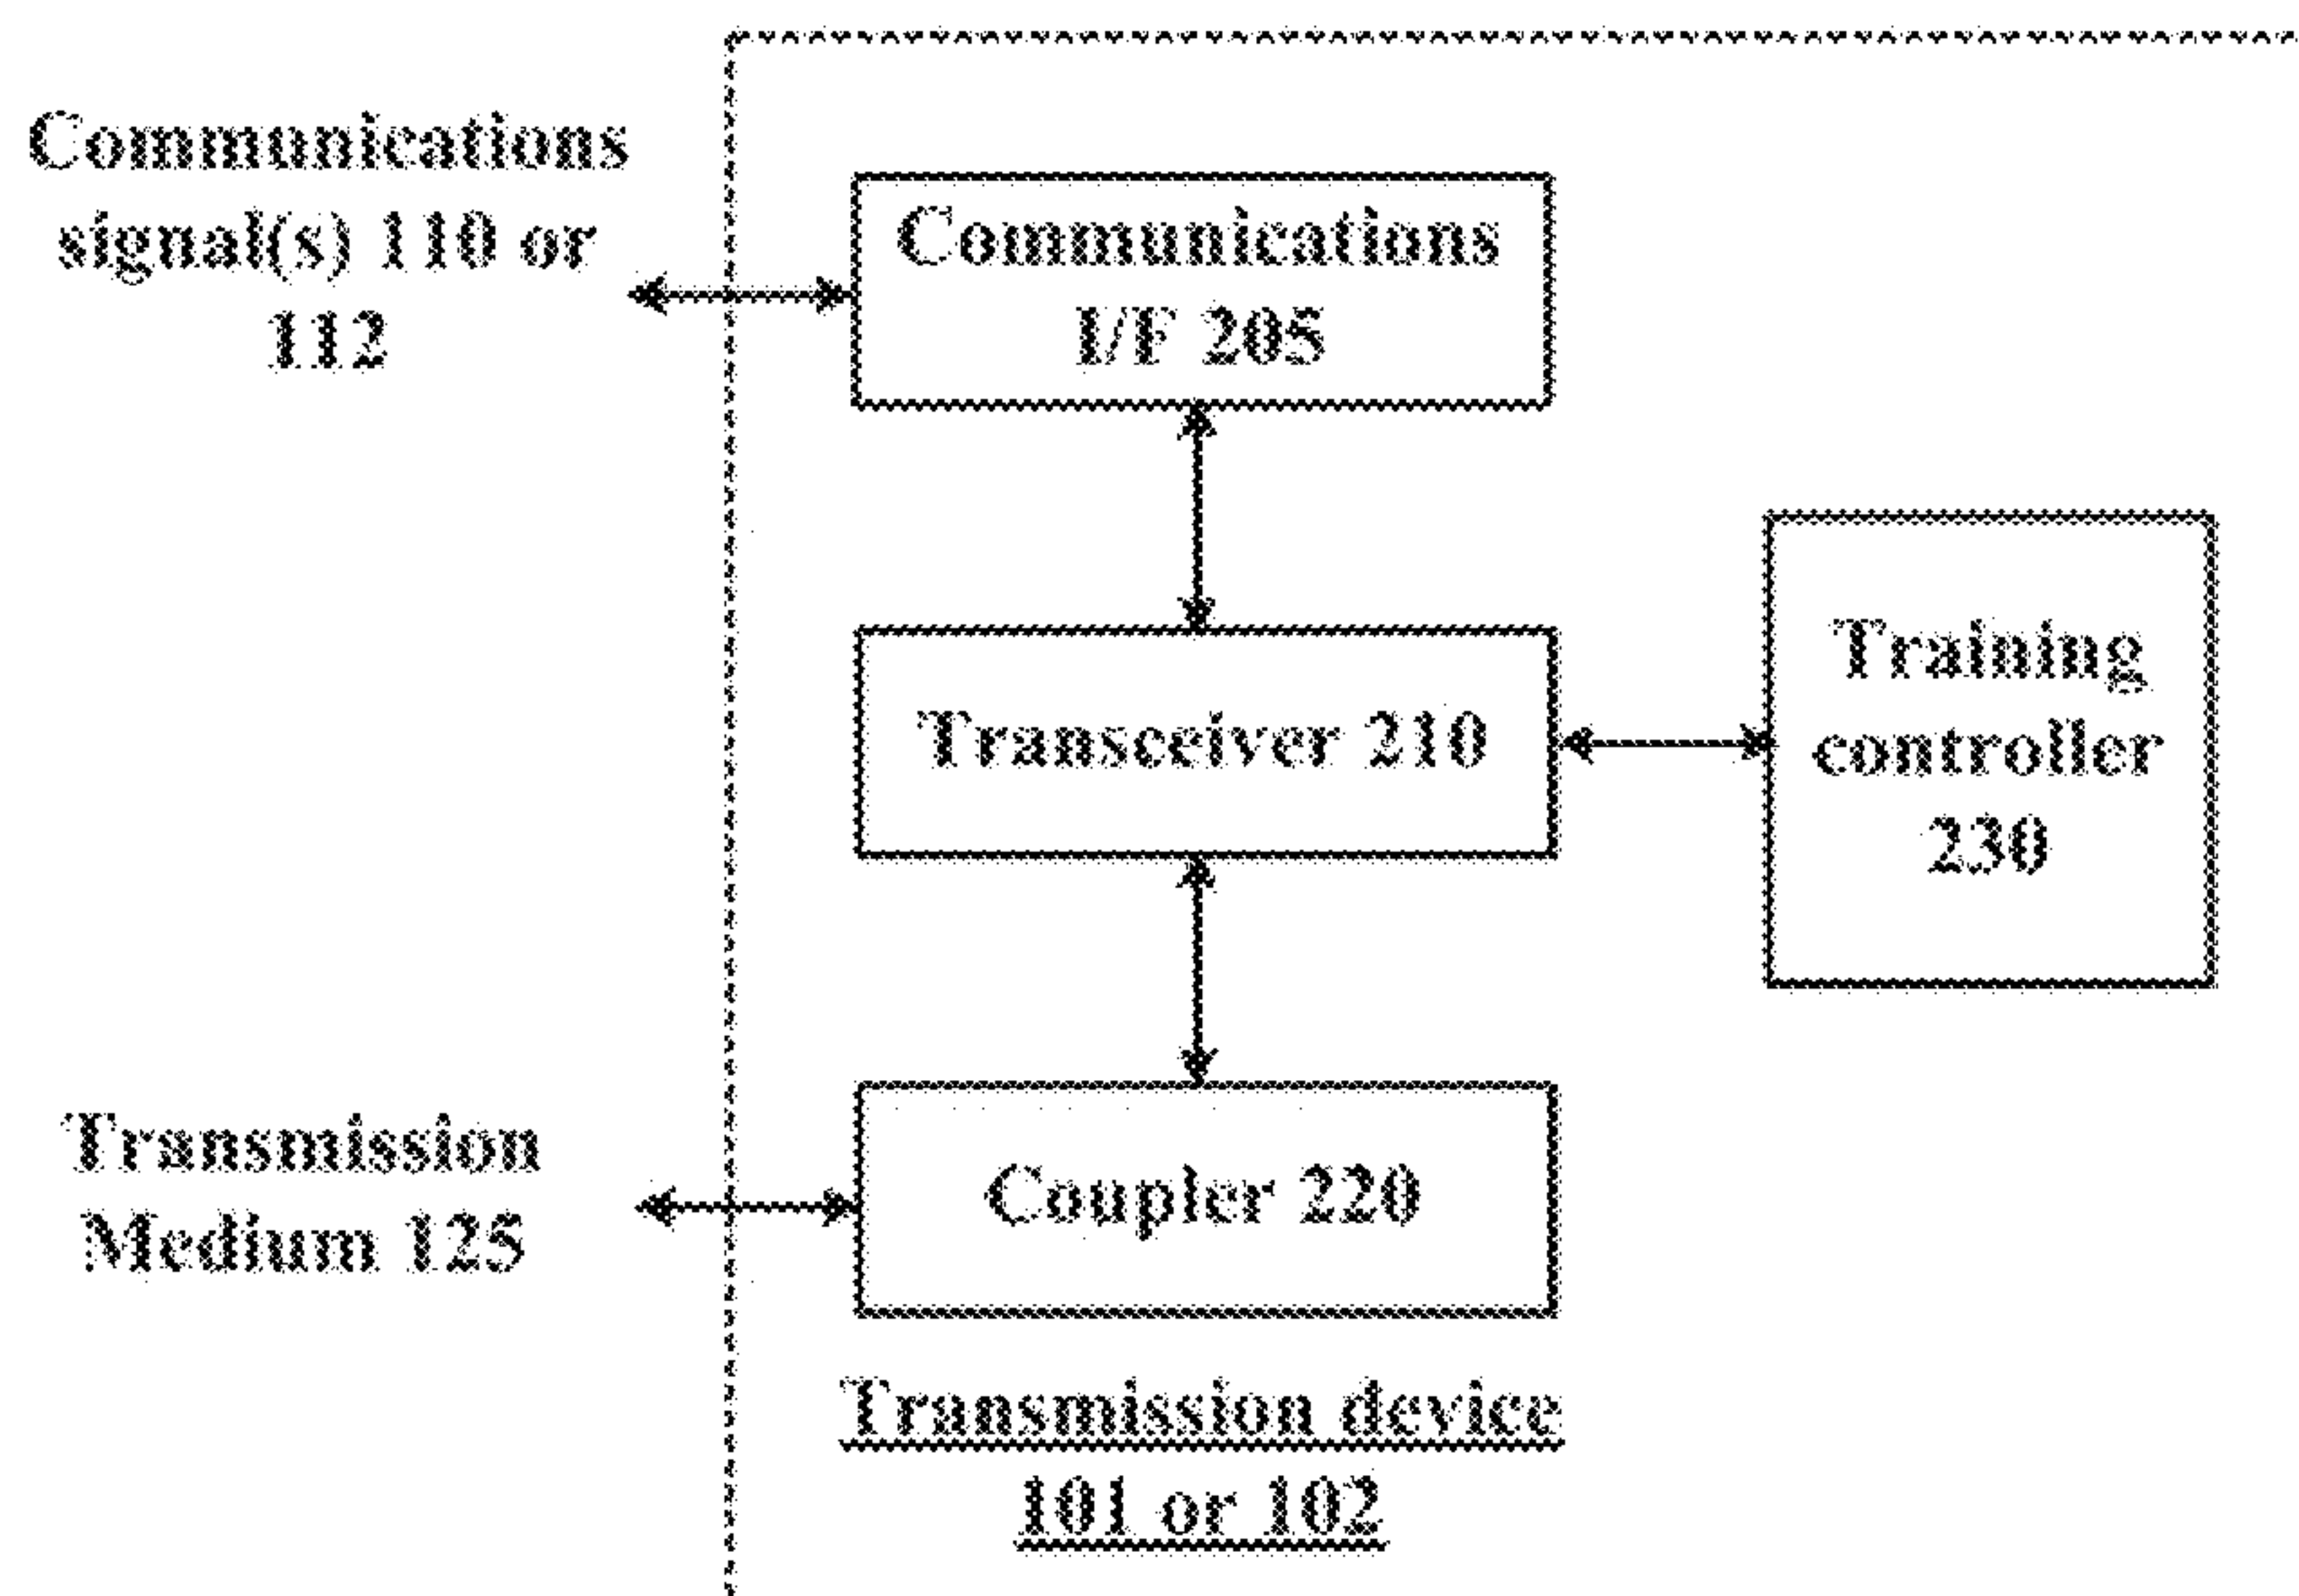 Communications
signal(s) 110 or
112
Communications
I/F 205
Transceiver 210
Training
controller
230
Transmission
Medium 125
Coupler 220
Transmission device
101 or 102